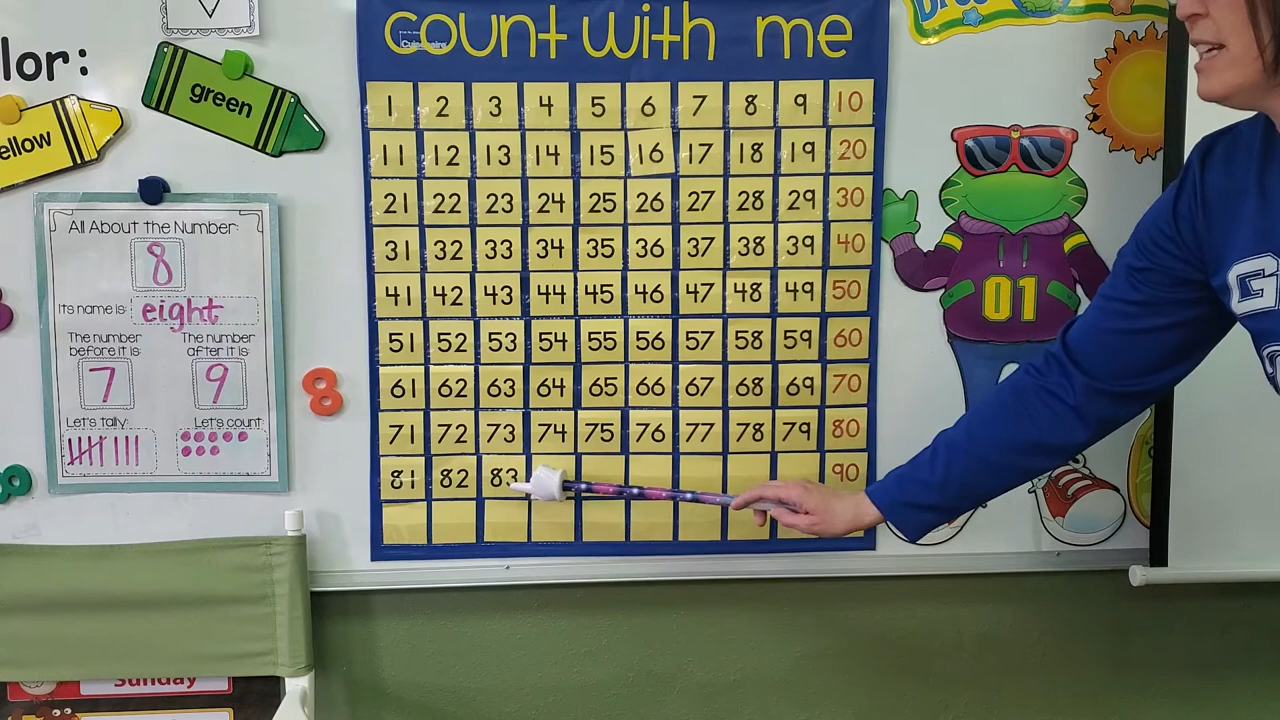 count with me
lor:
green
ellow
1 2 3 4 5 6 7 8 9 10
11 12 13 14 15 16 17 18 19 20
21 22 23 24 25 26 27 28 29 30
31 32 33 34 35 36 37 38 39 40
41 42 43 44 45 46 47 48 49 50
51 52 53 54 55 56 57 58 59 60
61 62 63 64 65 66 67 68 69 70
71 72 73 74 75 76 77 78 79 80
81 82 83 90
All About the Number:
8
Its name is: eight
The number before it is:
7
The number after it is:
9
Let's tally:
Let's count:
8
8
01
G
Sunday